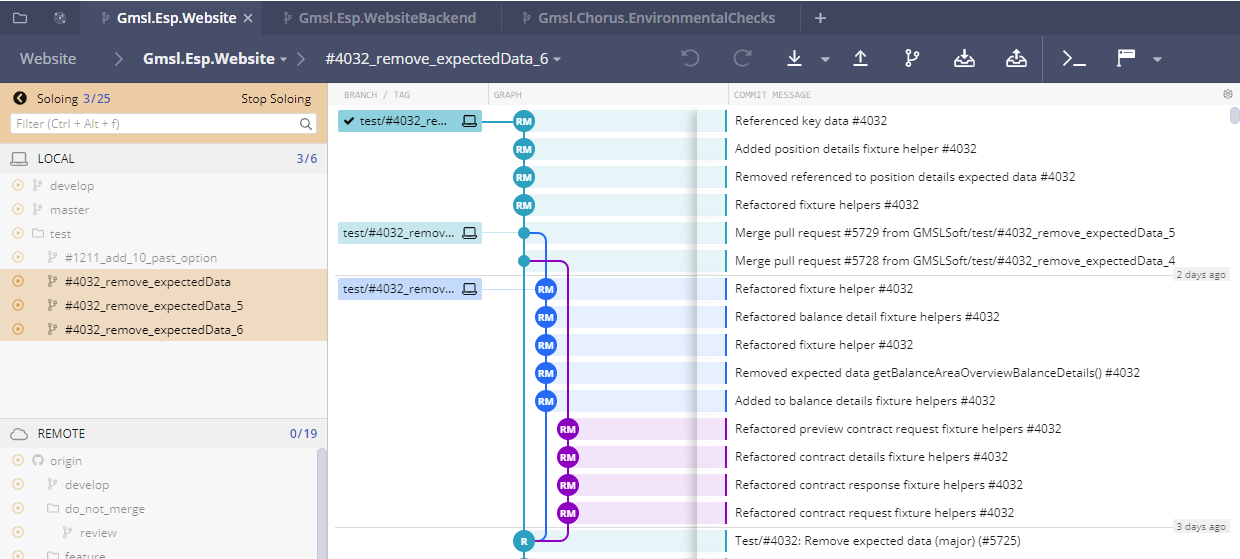 Gmsl.Esp.Website
Gmsl.Esp.WebsiteBackend
Gmsl.Chorus.EnvironmentalChecks
Website
Gmsl.Esp.Website
#4032_remove_expectedData_6
Soloing 3/25
Stop Soloing
Filter (Ctrl + Alt + f)
LOCAL 3/6
develop
master
test
#1211_add_10_past_option
#4032_remove_expectedData
#4032_remove_expectedData_5
#4032_remove_expectedData_6
REMOTE 0/19
origin
develop
do_not_merge
review
feature
BRANCH / TAG
GRAPH
COMMIT MESSAGE
test/#4032_re... RM Referenced key data #4032
RM Added position details fixture helper #4032
RM Removed referenced to position details expected data #4032
RM Refactored fixture helpers #4032
test/#4032_remov... Merge pull request #5729 from GMSLSoft/test/#4032_remove_expectedData_5
Merge pull request #5728 from GMSLSoft/test/#4032_remove_expectedData_4
2 days ago
test/#4032_remov... RM Refactored fixture helper #4032
RM Refactored balance detail fixture helpers #4032
RM Refactored fixture helper #4032
RM Removed expected data getBalanceAreaOverviewBalanceDetails() #4032
RM Added to balance details fixture helpers #4032
RM Refactored preview contract request fixture helpers #4032
RM Refactored contract details fixture helpers #4032
RM Refactored contract response fixture helpers #4032
RM Refactored contract request fixture helpers #4032
3 days ago
R Test/#4032: Remove expected data (major) (#5725)